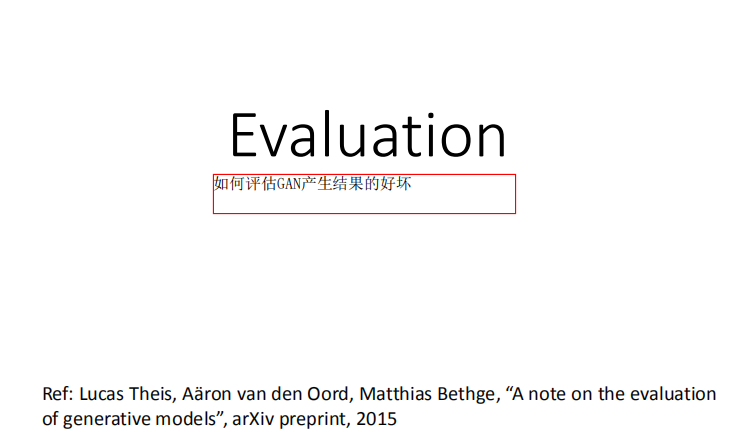 Evaluation
如何评估GAN产生结果的好坏
Ref: Lucas Theis, Aäron van den Oord, Matthias Bethge, “A note on the evaluation
of generative models”, arXiv preprint, 2015